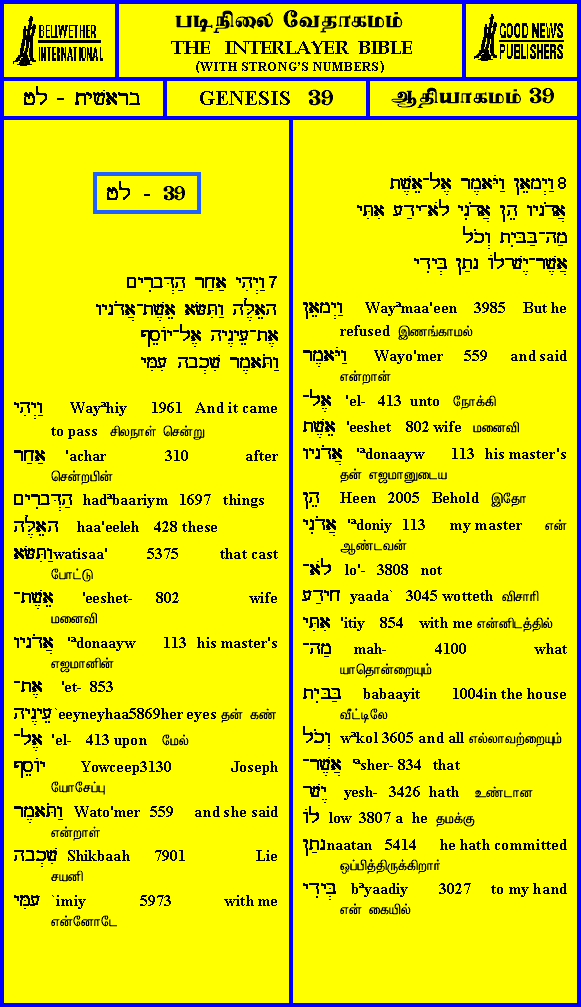 BELLWETHER
INTERNATIONAL
படிநிலை வேதாகமம்
THE INTERLAYER BIBLE
(WITH STRONG'S NUMBERS)
GOOD NEWS
PUBLISHERS
בראשית - לט
GENESIS 39
ஆதியாகமம் 39
לט - 39
7 וַיְהִי אַחַר הַדְּבָרִים
הָאֵלֶּה וַתִּשָּׂא אֵשֶׁת־אֲדֹנָיו
אֶת־עֵינֶיהָ אֶל־יוֹסֵף
וַתֹּאמֶר שִׁכְבָה עִמִּי
וַיְהִי Wayªhiy 1961 And it came
to pass சிலநாள் சென்று
אַחַר 'achar 310 after
சென்றபின்
הַדְּבָרִים hadªbaariym 1697 things
הָאֵלֶּה haa'eeleh 428 these
וַתִּשָּׂא watisaa' 5375 that cast
போட்டு
אֵשֶׁת־ 'eeshet- 802 wife
மனைவி
אֲדֹנָיו 'ªdonaayw 113 his master's
எஜமானின்
אֶת־ 'et- 853
עֵינֶיהָ `eeyneyhaa5869her eyes தன் கண்
אֶל־ 'el- 413 upon மேல்
יוֹסֵף Yowceep3130 Joseph
யோசேப்பு
וַתֹּאמֶר Wato'mer 559 and she said
என்றாள்
שִׁכְבָה Shikbaah 7901 Lie
சயனி
עִמִּי `imiy 5973 with me
என்னோடே
8 וַיְמָאֵן וַיֹּאמֶר אֶל־אֵשֶׁת
אֲדֹנָיו הֵן אֲדֹנִי לֹא־יָדַע אִתִּי
מַה־בַּבָּיִת וְכֹל
אֲשֶׁר־יֶשׁ־לוֹ נָתַן בְּיָדִי
וַיְמָאֵן Wayªmaa'een 3985 But he
refused இணங்காமல்
וַיֹּאמֶר Wayo'mer 559 and said
என்றான்
אֶל־ 'el- 413 unto நோக்கி
אֵשֶׁת 'eeshet 802 wife மனைவி
אֲדֹנָיו 'ªdonaayw 113 his master's
தன் எஜமானுடைய
הֵן Heen 2005 Behold இதோ
אֲדֹנִי 'ªdoniy 113 my master என்
ஆண்டவன்
לֹא־ lo'- 3808 not
חידַע yaada` 3045 wotteth விசாரி
אִתִּי 'itiy 854 with me என்னிடத்தில்
מַה־ mah- 4100 what
யாதொன்றையும்
בַּבָּיִת babaayit 1004in the house
வீட்டிலே
וְכֹל wªkol 3605 and all எல்லாவற்றையும்
אֲשֶׁר־ ªsher- 834 that
יֶשׁ yesh- 3426 hath உண்டான
לוֹ low 3807 a he தமக்கு
נָתַן naatan 5414 he hath committed
ஒப்பித்திருக்கிறார்
בְּיָדִי bªyaadiy 3027 to my hand
என் கையில்